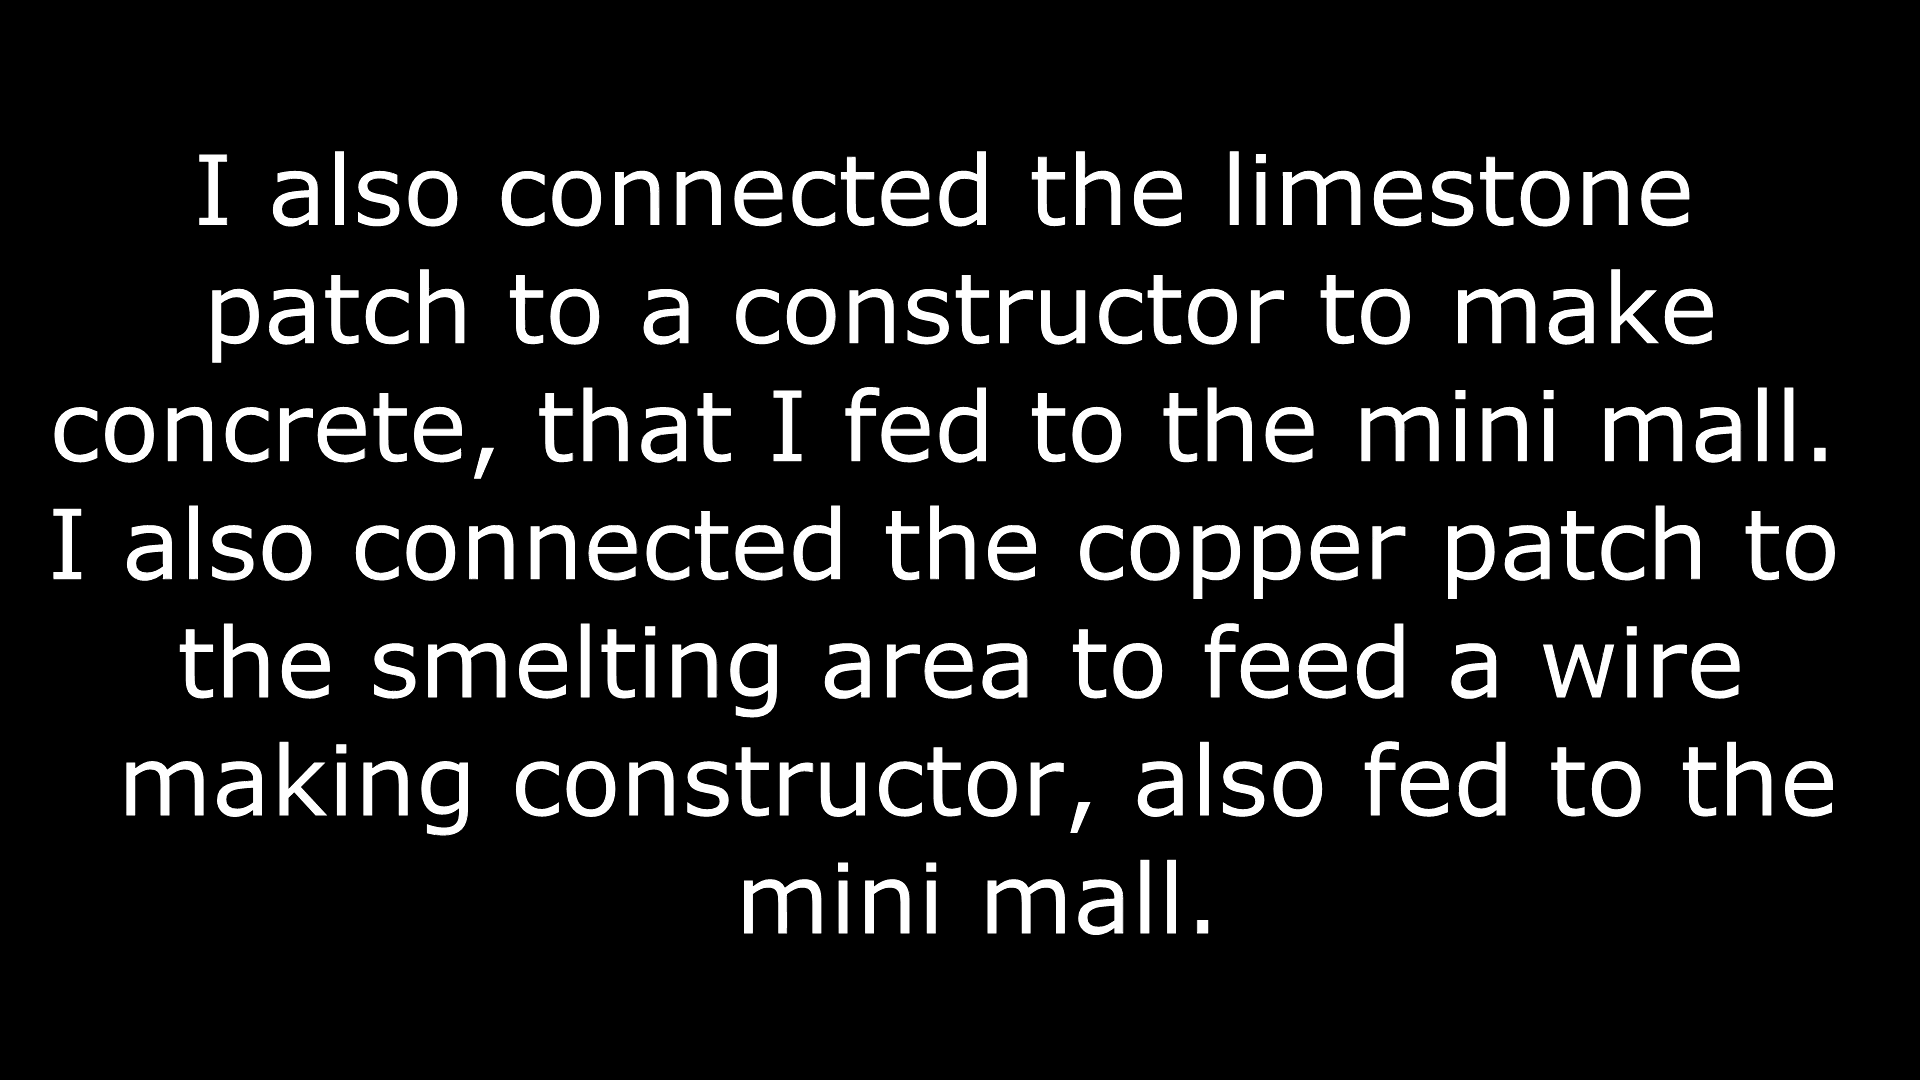 I also connected the limestone
patch to a constructor to make
concrete, that I fed to the mini mall.
I also connected the copper patch to
the smelting area to feed a wire
making constructor, also fed to the
mini mall.